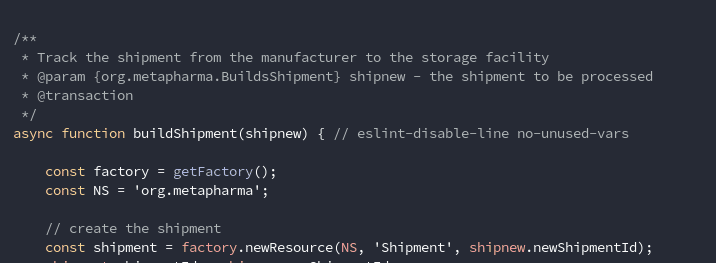 /**
 * Track the shipment from the manufacturer to the storage facility
 * @param {org.metapharma.BuildsShipment} shipnew - the shipment to be processed
 * @transaction
 */
async function buildShipment(shipnew) { // eslint-disable-line no-unused-vars
    const factory = getFactory();
    const NS = 'org.metapharma';
    // create the shipment
    const shipment = factory.newResource(NS, 'Shipment', shipnew.newShipmentId);